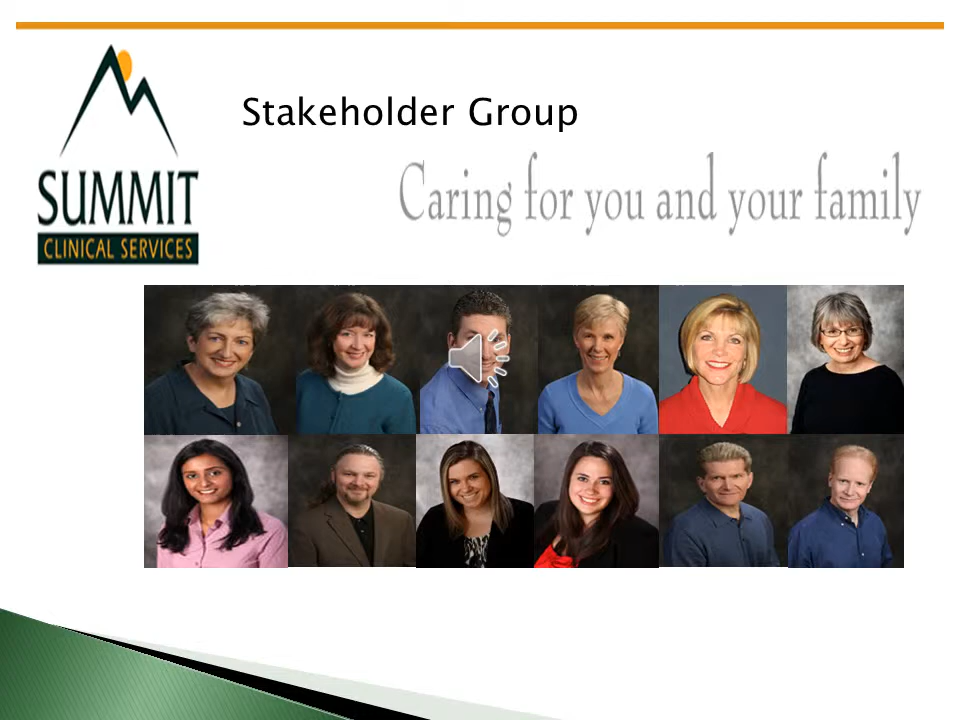 Stakeholder Group
Caring for you and your family
SUMMIT
CLINICAL SERVICES